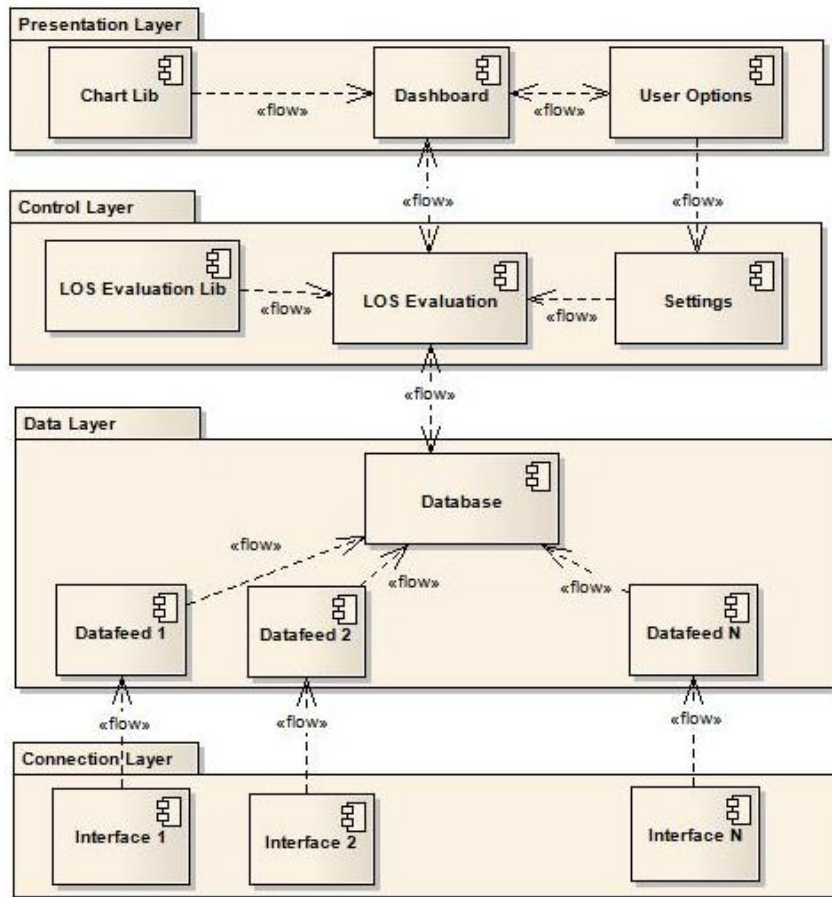 Presentation Layer
Chart Lib
«flow»
Dashboard
«flow»
User Options
«flow»
«flow»
Control Layer
LOS Evaluation Lib
«flow»
LOS Evaluation
«flow»
Settings
«flow»
Data Layer
Database
«flow»
«flow»
«flow»
Datafeed 1
Datafeed 2
Datafeed N
«flow»
«flow»
«flow»
Connection Layer
Interface 1
Interface 2
Interface N